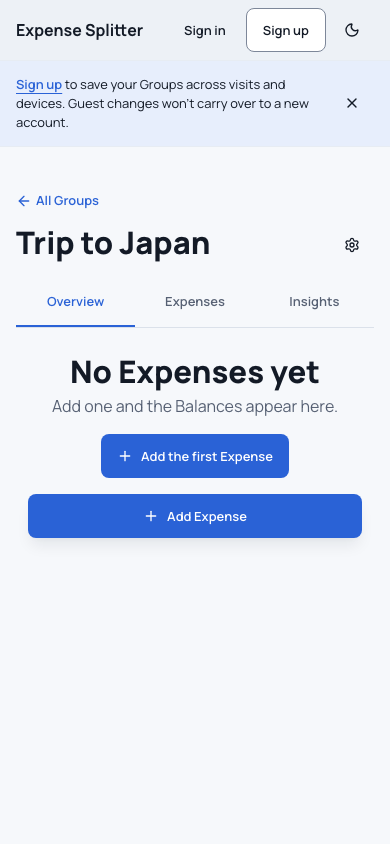 Expense Splitter
Sign in
Sign up
Sign up to save your Groups across visits and
devices. Guest changes won't carry over to a new
account.
All Groups
Trip to Japan
Overview
Expenses
Insights
No Expenses yet
Add one and the Balances appear here.
Add the first Expense
Add Expense